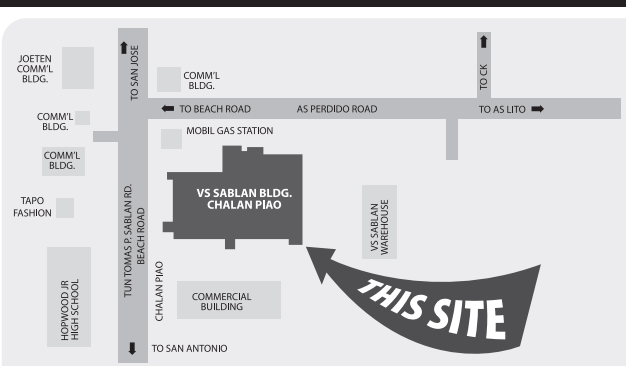 JOETEN
COMM'L
BLDG.
TO SAN JOSE
COMM'L
BLDG.
TO CK
TO BEACH ROAD
AS PERDIDO ROAD
TO AS LITO
COMM'L
BLDG.
MOBIL GAS STATION
COMM'L
BLDG.
VS SABLAN BLDG.
CHALAN PIAO
TAPO
FASHION
TUN TOMAS P. SABLAN RD.
BEACH ROAD
VS SABLAN
WAREHOUSE
HOPWOOD JR
HIGH SCHOOL
CHALAN PIAO
COMMERCIAL
BUILDING
THIS SITE
TO SAN ANTONIO